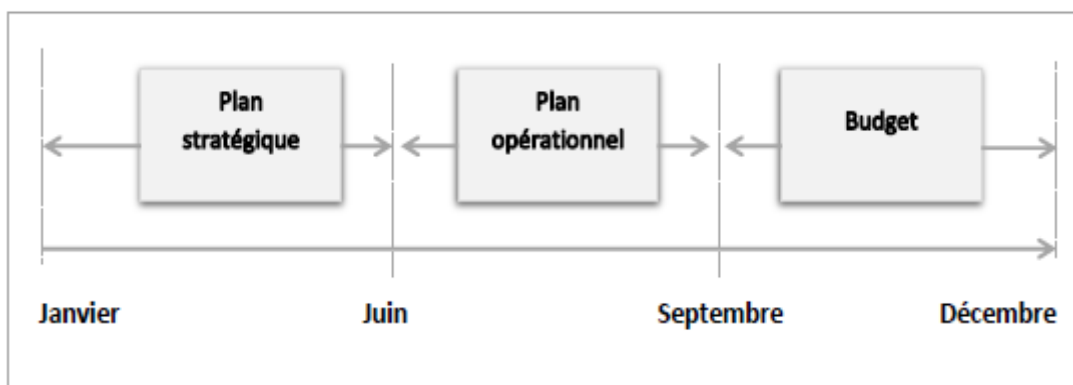 Plan
stratégique
Plan
opérationnel
Budget
Janvier
Juin
Septembre
Décembre